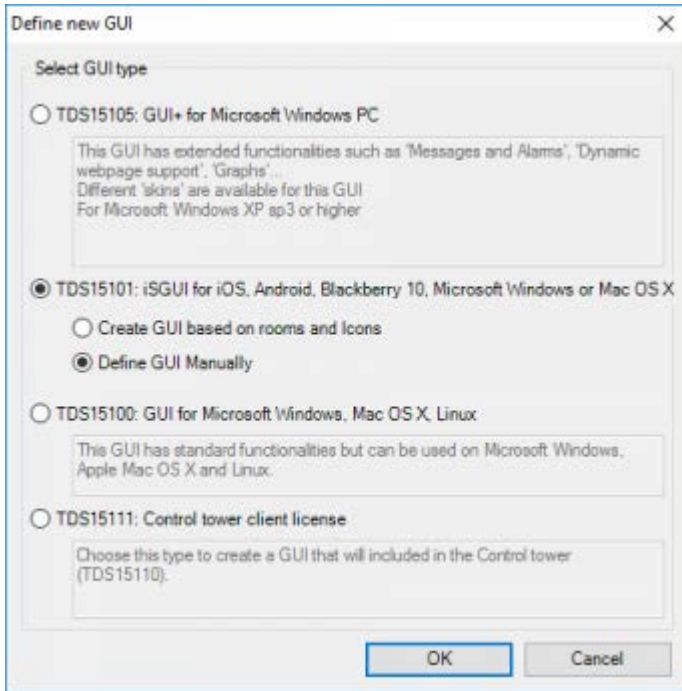 Define new GUI
Select GUI type
TDS15105: GUI+ for Microsoft Windows PC
This GUI has extended functionalities such as 'Messages and Alarms', 'Dynamic
webpage support', 'Graphs'...
Different 'skins' are available for this GUI
For Microsoft Windows XP sp3 or higher
TDS15101: iSGUI for iOS, Android, Blackberry 10, Microsoft Windows or Mac OS X
Create GUI based on rooms and Icons
Define GUI Manually
TDS15100: GUI for Microsoft Windows, Mac OS X, Linux
This GUI has standard functionalities but can be used on Microsoft Windows,
Apple Mac OS X and Linux.
TDS15111: Control tower client license
Choose this type to create a GUI that will included in the Control tower
(TDS15110).
OK
Cancel